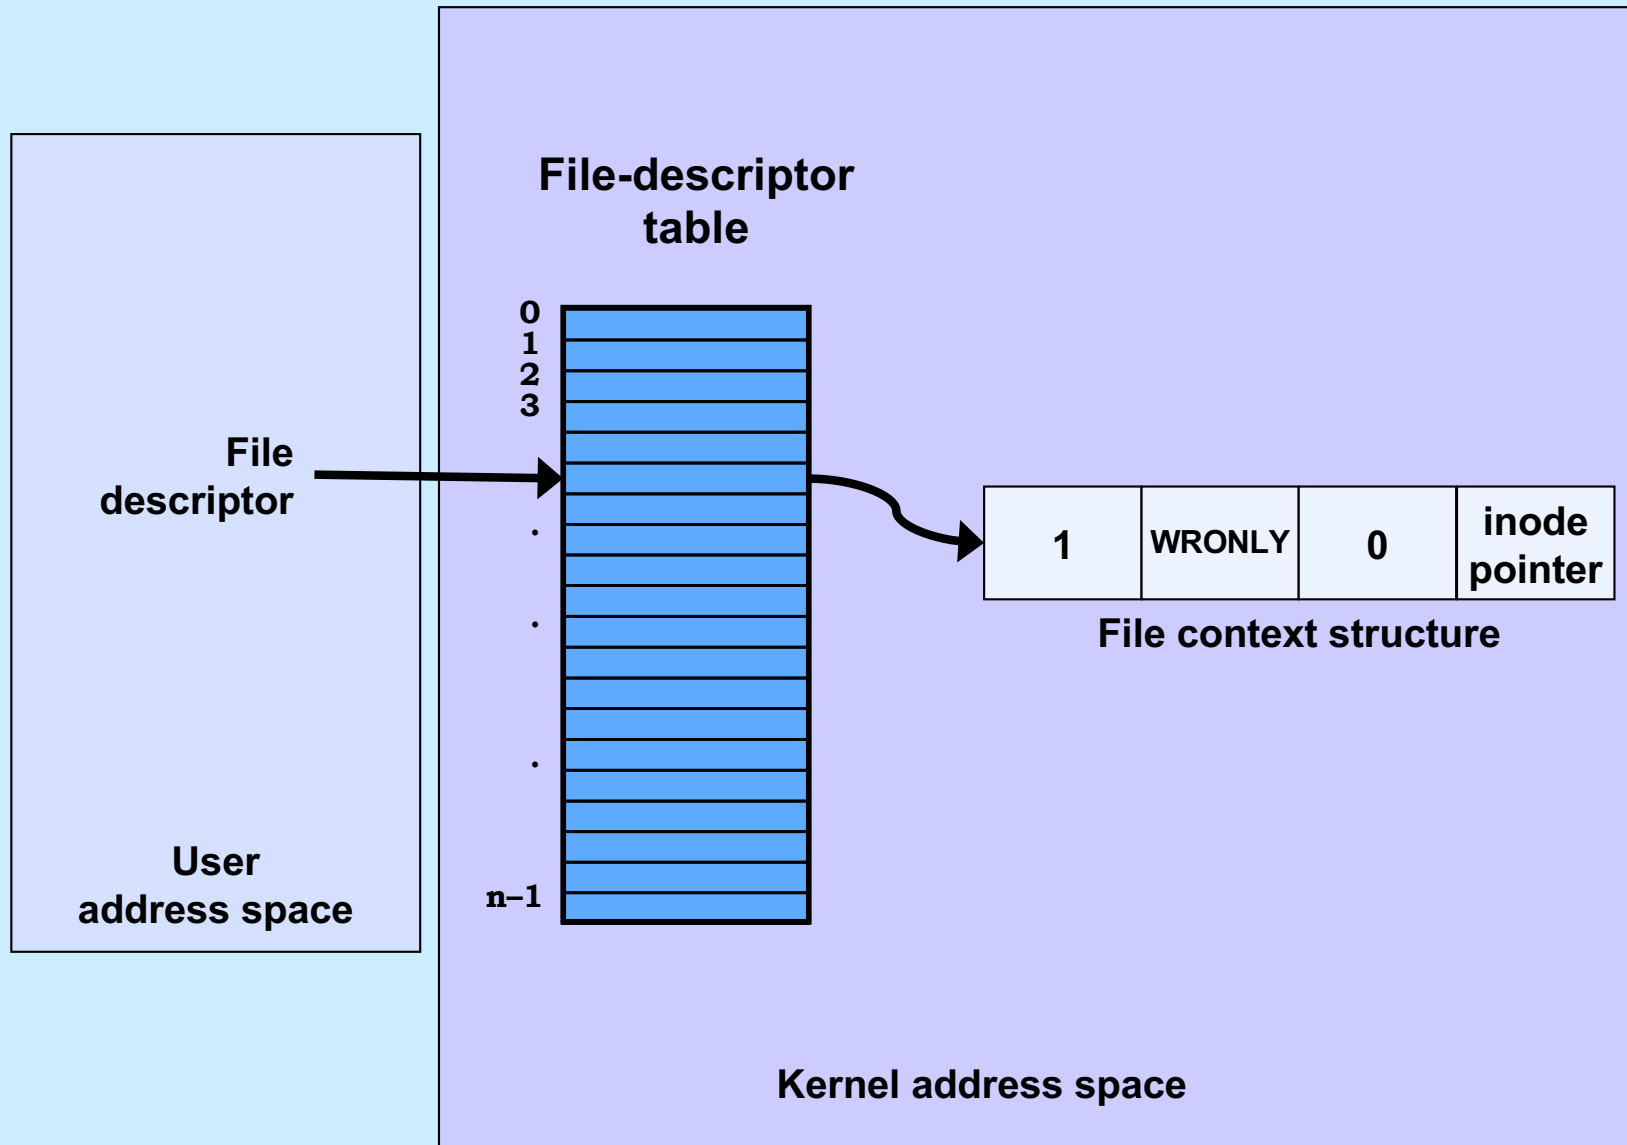 File-descriptor
table
0
1
2
3
.
.
.
n–1
File
descriptor
1
WRONLY
0
inode
pointer
File context structure
User
address space
Kernel address space